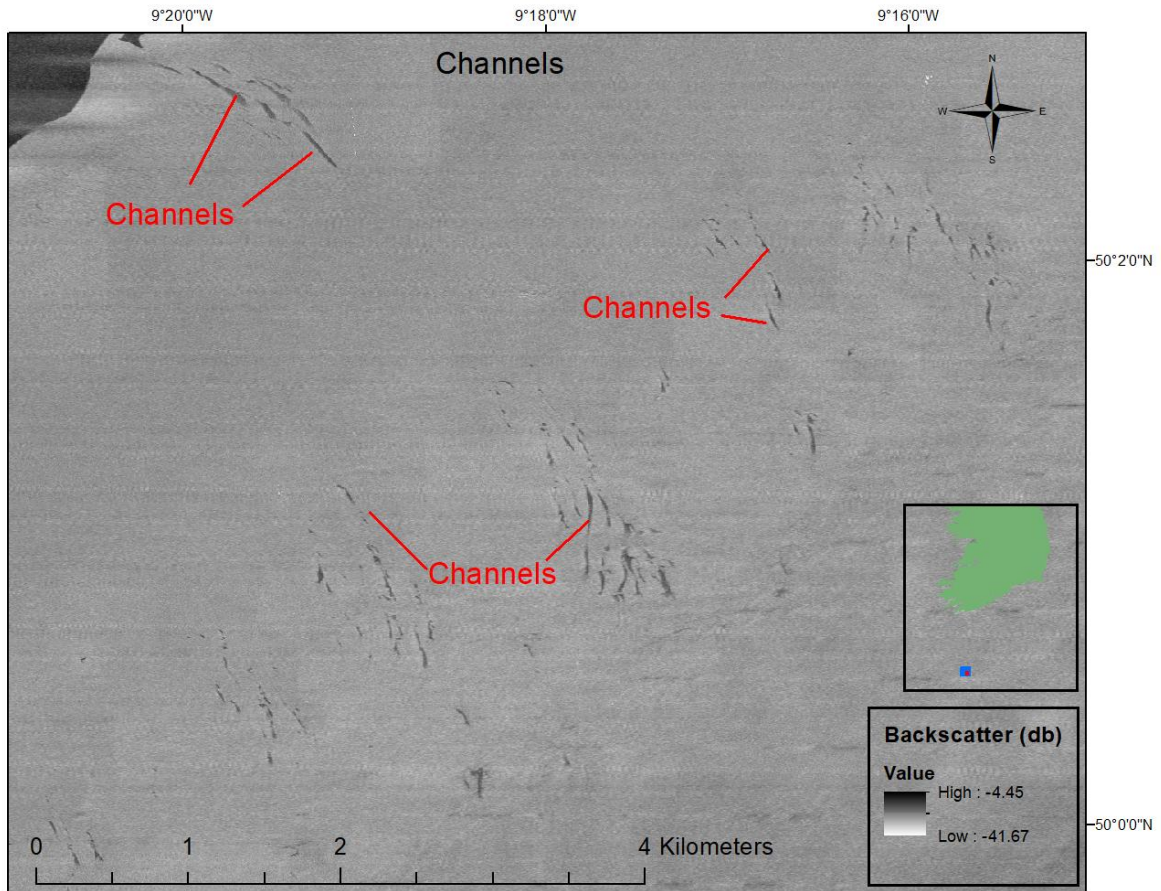 9°20'0"W
9°18'0"W
9°16'0"W
Channels
N
W
E
S
Channels
50°2'0"N
Channels
Channels
Backscatter (db)
Value
High : -4.45
Low : -41.67
50°0'0"N
0 1 2 4 Kilometers